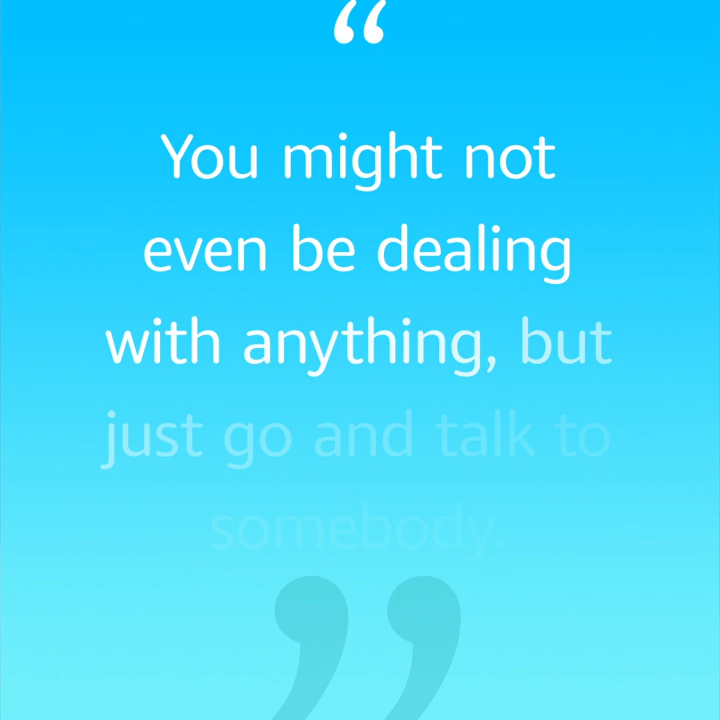 “
You might not
even be dealing
with anything, but
just go and talk to
somebody.
”